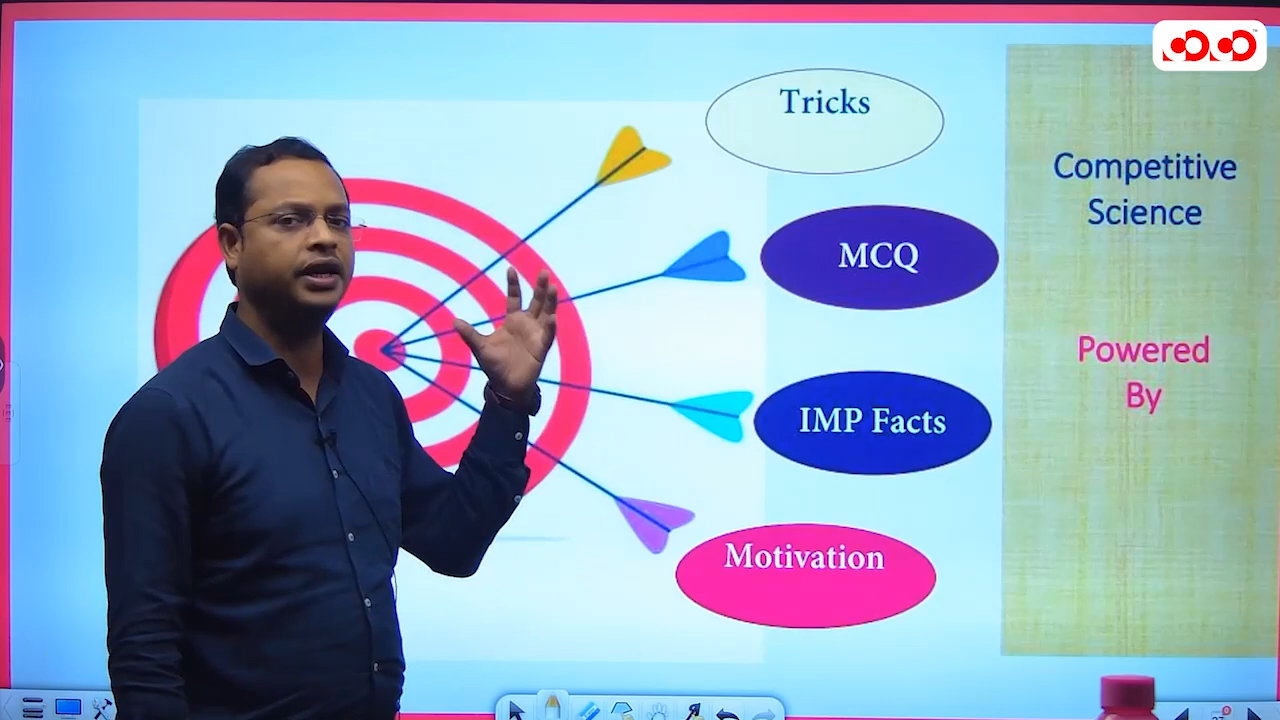 Tricks
MCQ
IMP Facts
Motivation
Competitive
Science
Powered
By